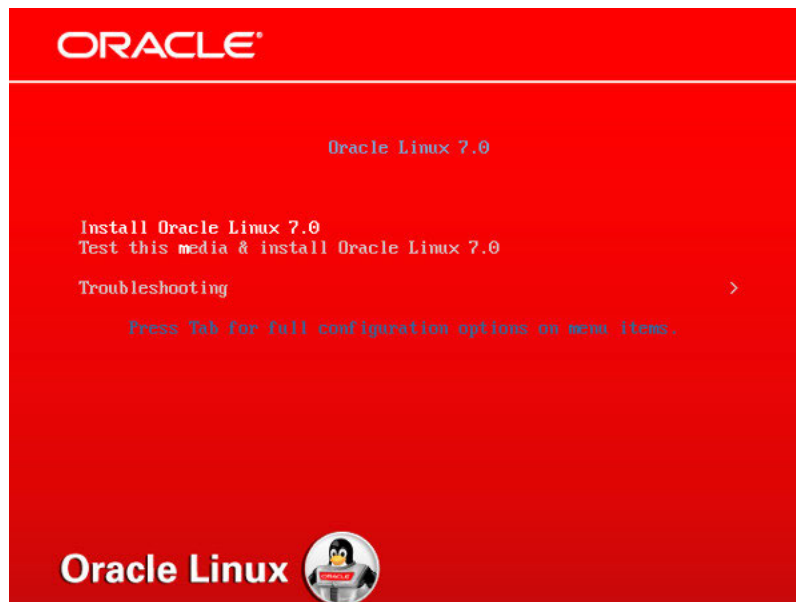 ORACLE®
Oracle Linux 7.0
Install Oracle Linux 7.0
Test this media & install Oracle Linux 7.0
Troubleshooting >
Press Tab for full configuration options on menu items.
Oracle Linux
ORACLE